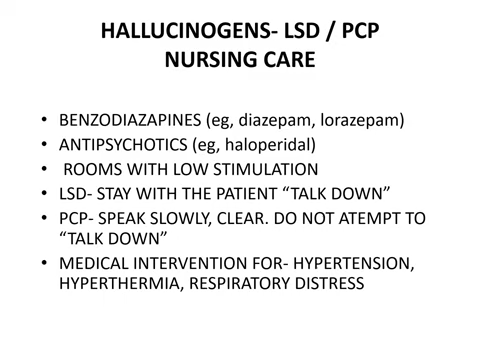 HALLUCINOGENS- LSD / PCP
NURSING CARE
• BENZODIAZAPINES (eg, diazepam, lorazepam)
• ANTIPSYCHOTICS (eg, haloperidal)
• ROOMS WITH LOW STIMULATION
• LSD- STAY WITH THE PATIENT “TALK DOWN”
• PCP- SPEAK SLOWLY, CLEAR. DO NOT ATEMPT TO
“TALK DOWN”
• MEDICAL INTERVENTION FOR- HYPERTENSION,
HYPERTHERMIA, RESPIRATORY DISTRESS